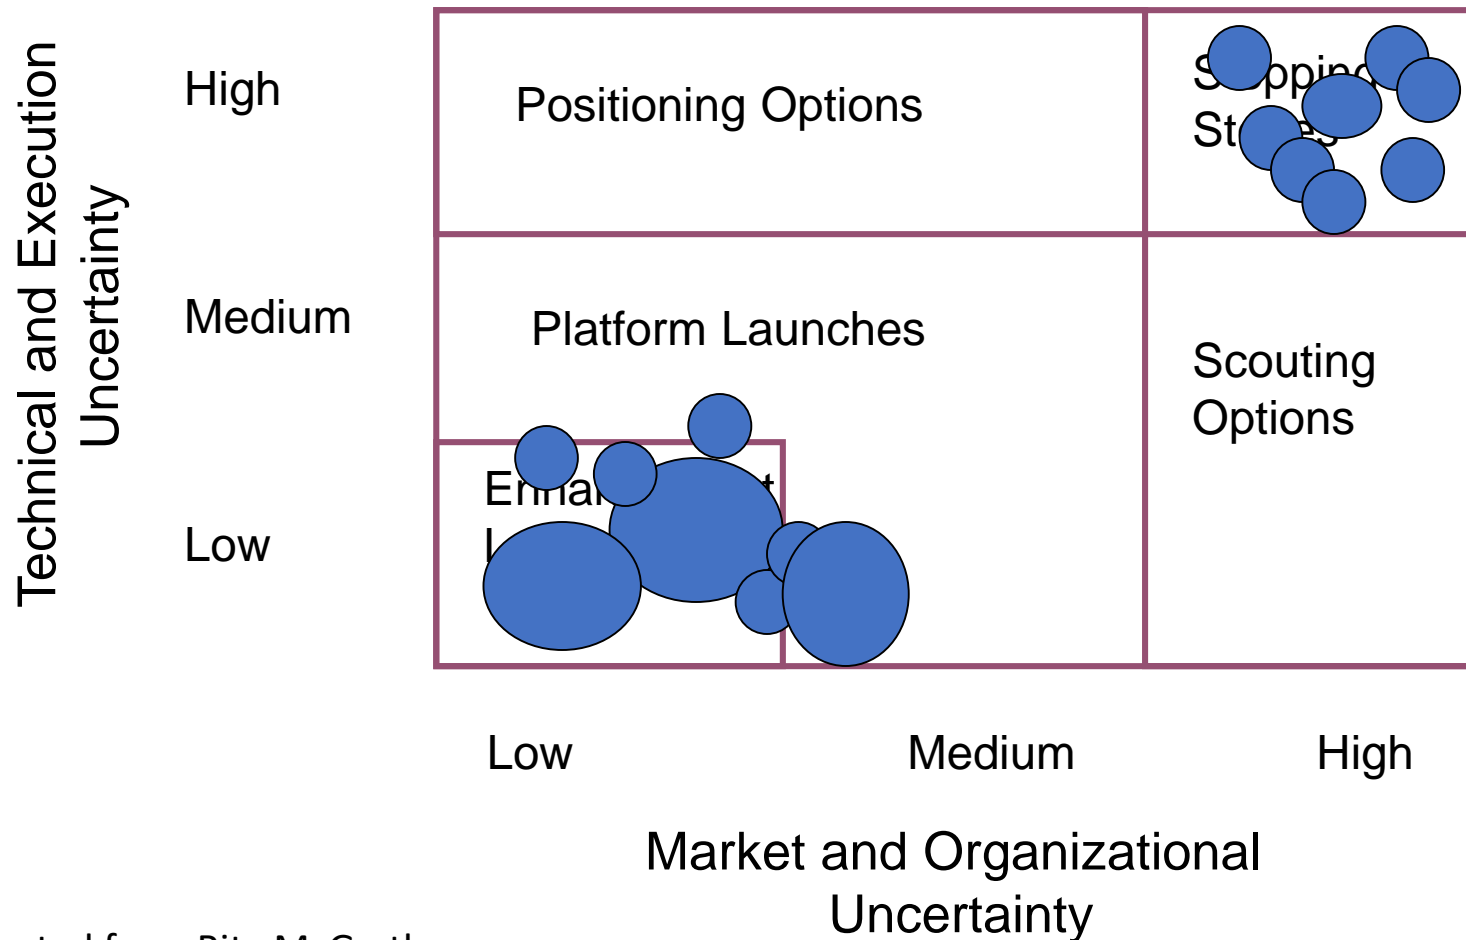 Technical and Execution
Uncertainty
High
Medium
Low
Positioning Options
Platform Launches
Scouting
Options
Low
Medium
High
Market and Organizational
Uncertainty